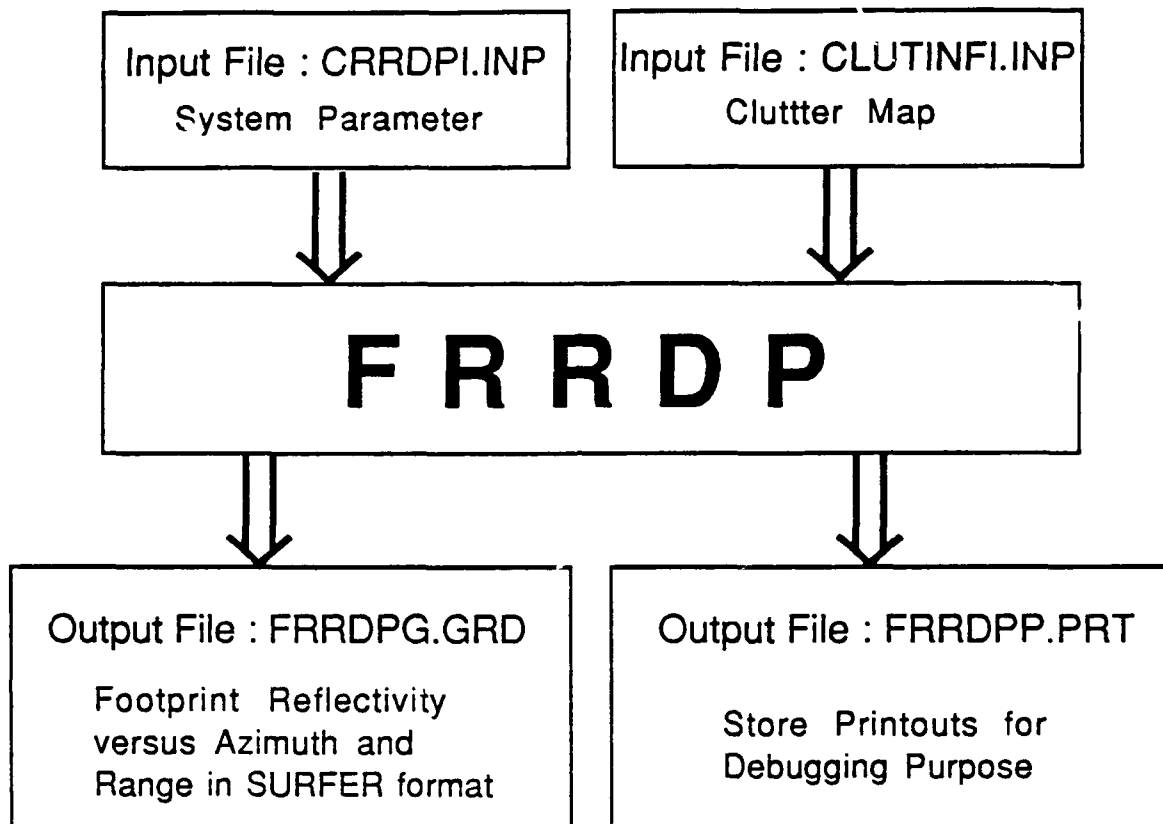 Input File : CRRDPI.INP
System Parameter
Input File : CLUTINFI.INP
Cluttter Map
F R R D P
Output File : FRRDPG.GRD
Footprint Reflectivity
versus Azimuth and
Range in SURFER format
Output File : FRRDPP.PRT
Store Printouts for
Debugging Purpose